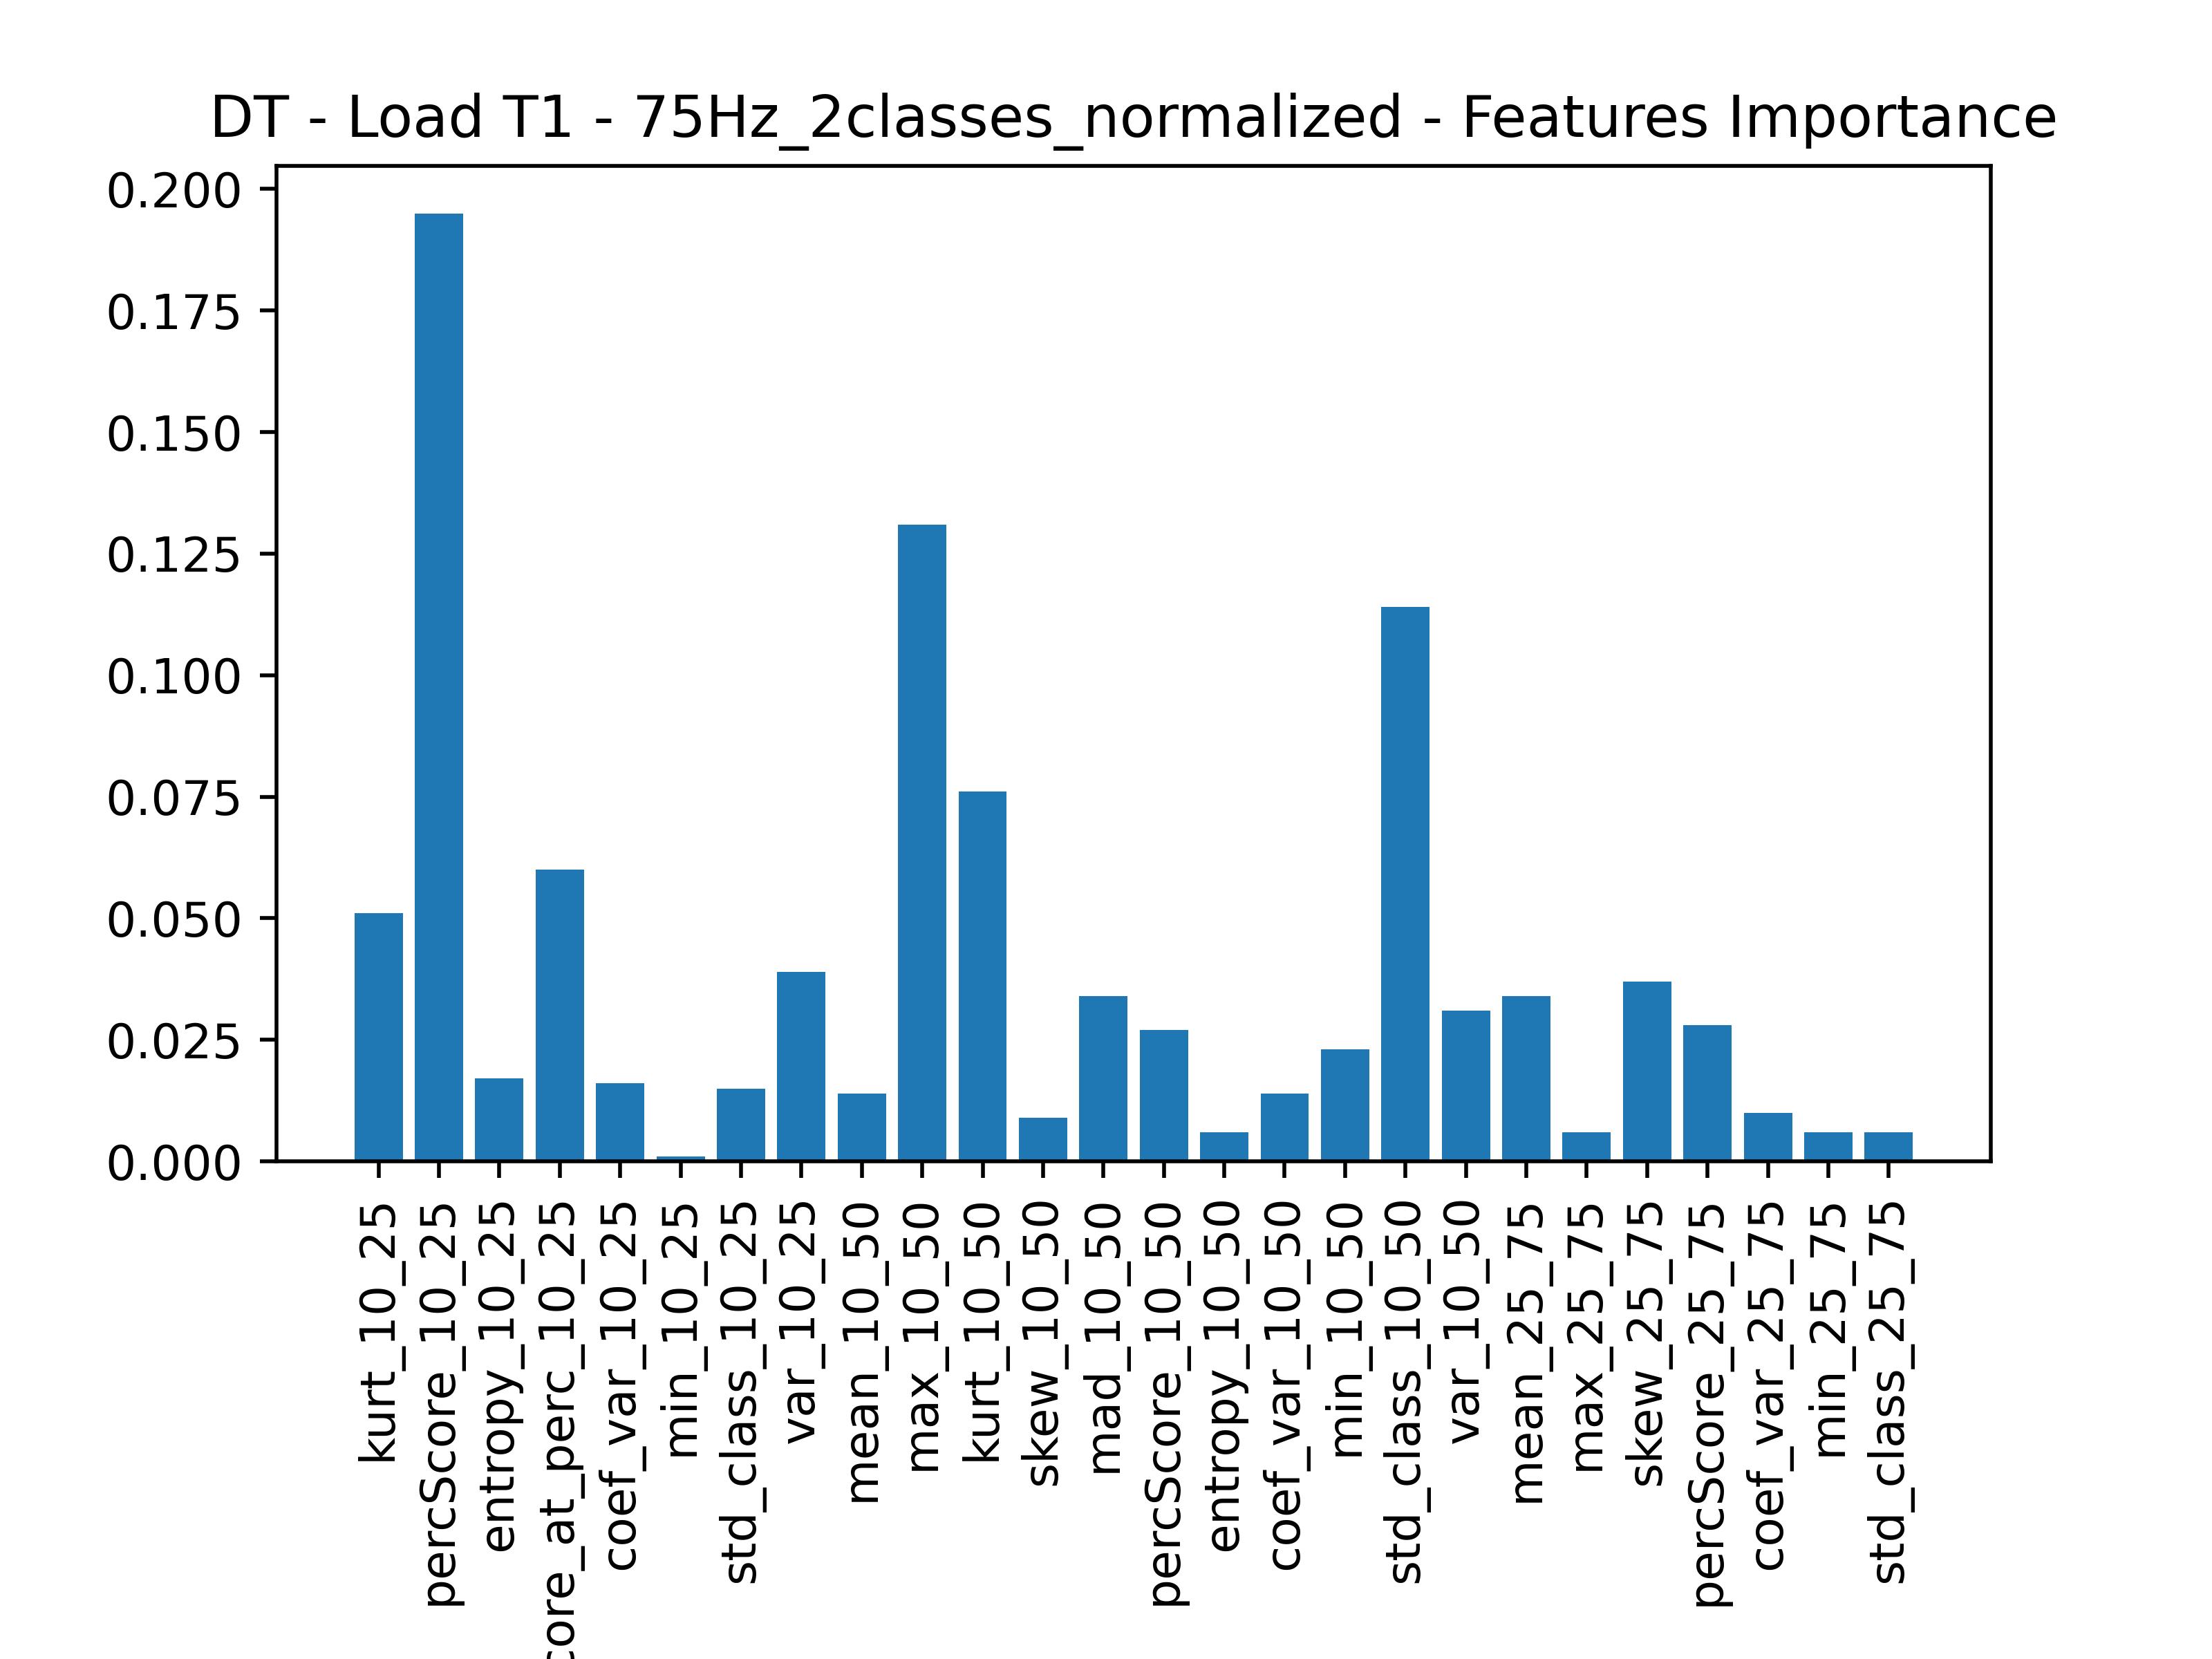 DT - Load T1 - 75Hz_2classes_normalized - Features Importance
0.200
0.175
0.150
0.125
0.100
0.075
0.050
0.025
0.000
kurt_10_25
percScore_10_25
entropy_10_25
core_at_perc_10_25
coef_var_10_25
min_10_25
std_class_10_25
var_10_25
mean_10_50
max_10_50
kurt_10_50
skew_10_50
mad_10_50
percScore_10_50
entropy_10_50
coef_var_10_50
min_10_50
std_class_10_50
var_10_50
mean_25_75
max_25_75
skew_25_75
percScore_25_75
coef_var_25_75
min_25_75
std_class_25_75